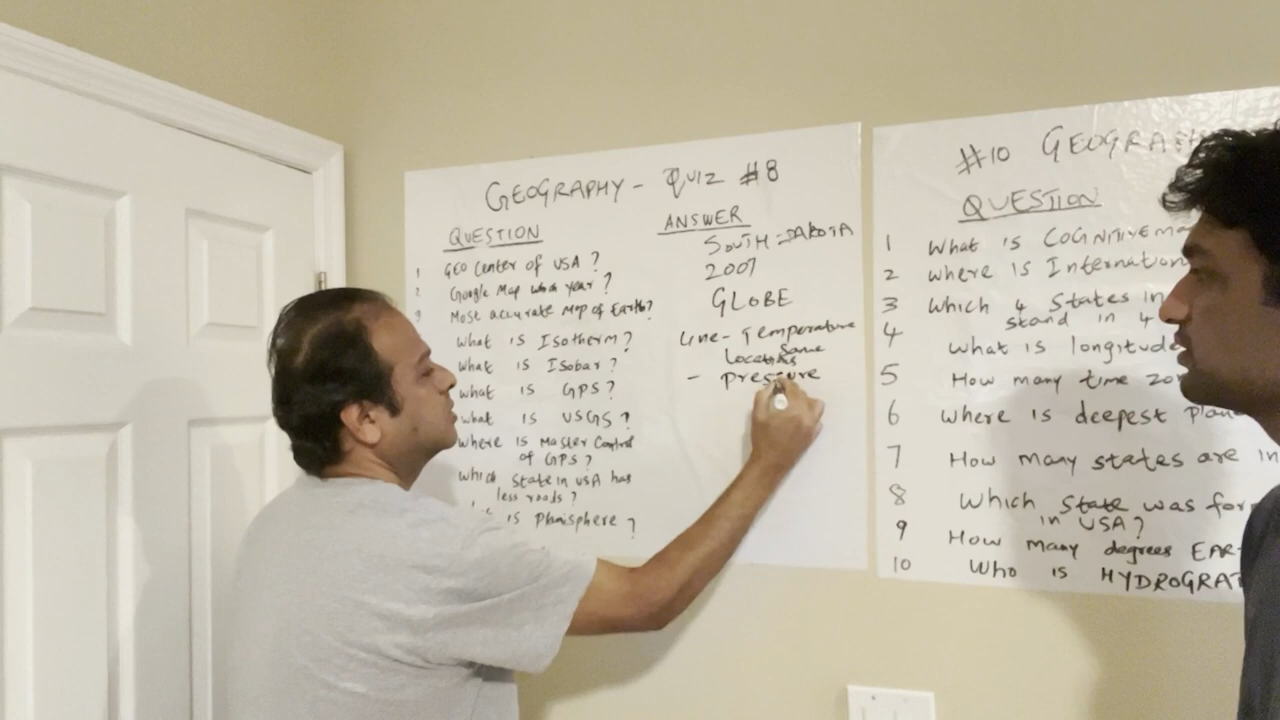 GEOGRAPHY - QUIZ #8
QUESTION
ANSWER
1 GEO Center of USA ?
SOUTH = DAKOTA
2 Google Map which year ?
2007
3 Most accurate Map of Earth?
GLOBE
What is Isotherm ?
Line - Temperature
Same
Locations
What is Isobar ?
- Pressure
What is GPS ?
What is USGS ?
Where is Master Control
of GPS ?
Which State in USA has
less roads ?
is Planisphere ?
#10 GEOGRAPH
QUESTION
1 What is COGNITIVE ma
2 Where is Internation
3 Which 4 States in
stand in 4
4 What is longitude
5 How many time zo
6 Where is deepest plan
7 How many states are in
8 Which State was for
in USA ?
9 How many degrees EAR
10 Who is HYDROGRA